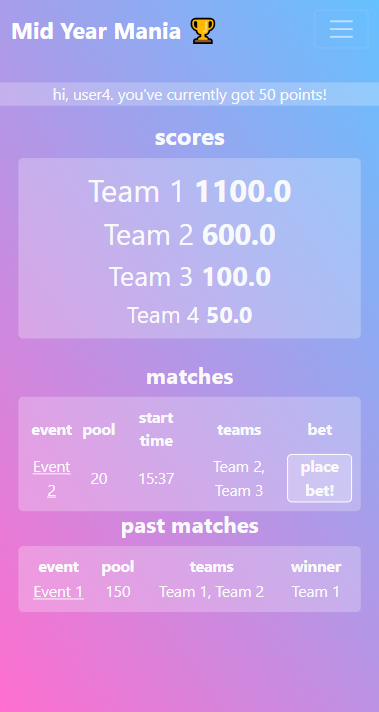 Mid Year Mania 🏆
hi, user4. you've currently got 50 points!
scores
Team 1 1100.0
Team 2 600.0
Team 3 100.0
Team 4 50.0
matches
event pool start time teams bet
Event 2 20 15:37 Team 2, Team 3 place bet!
past matches
event pool teams winner
Event 1 150 Team 1, Team 2 Team 1